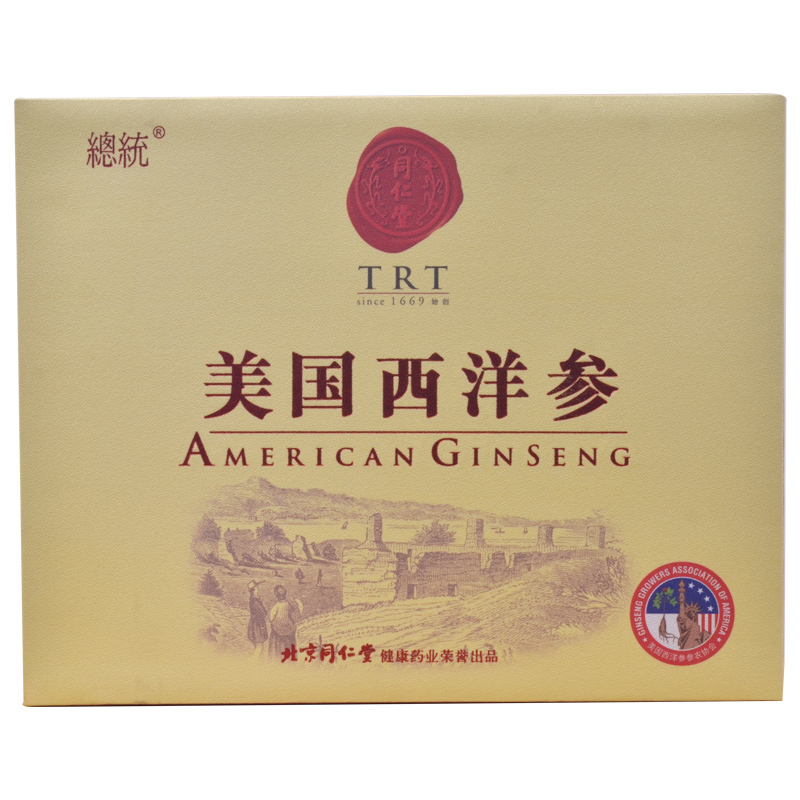 總統®
同仁堂
TRT
since 1669 始創
美国西洋参
AMERICAN GINSENG
北京同仁堂 健康药业荣誉出品
GINSENG GROWERS ASSOCIATION OF AMERICA
美国西洋参参农协会